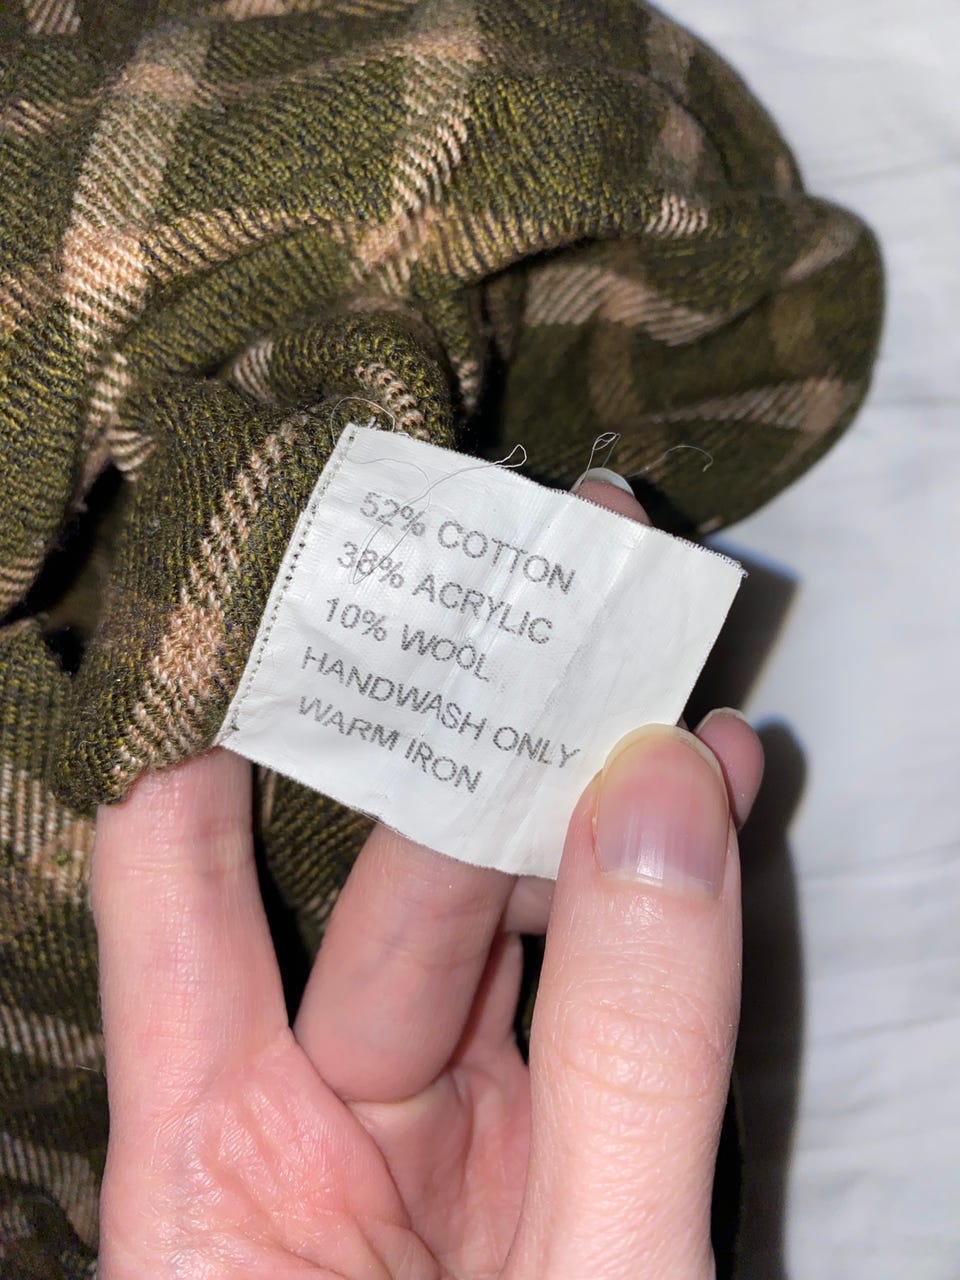 52% COTTON
38% ACRYLIC
10% WOOL
HANDWASH ONLY
WARM IRON